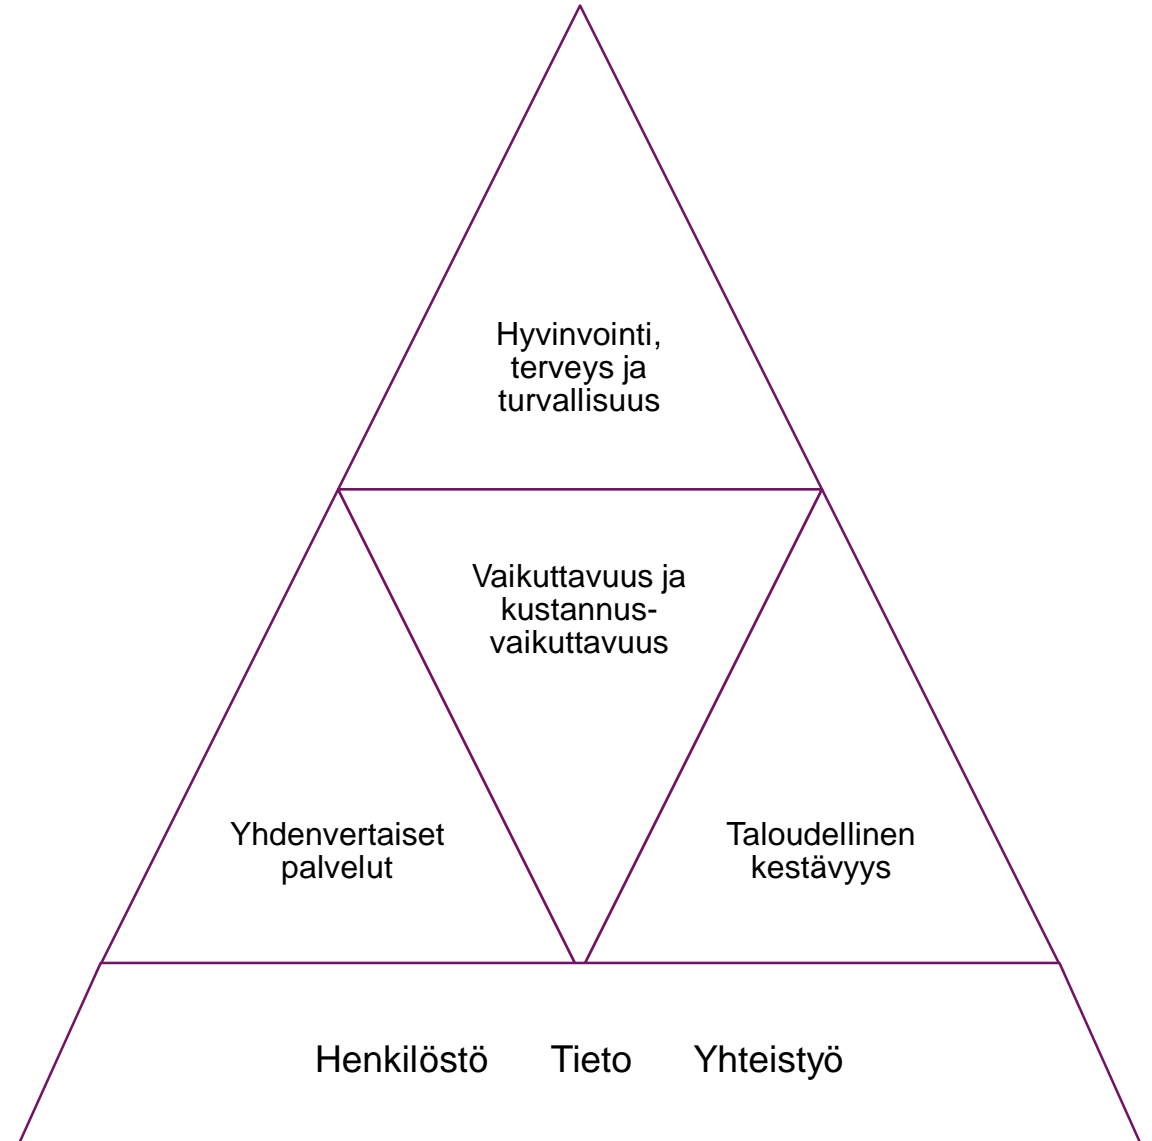 Hyvinvointi,
terveys ja
turvallisuus
Vaikuttavuus ja
kustannus-
vaikuttavuus
Yhdenvertaiset
palvelut
Taloudellinen
kestävyys
Henkilöstö Tieto Yhteistyö